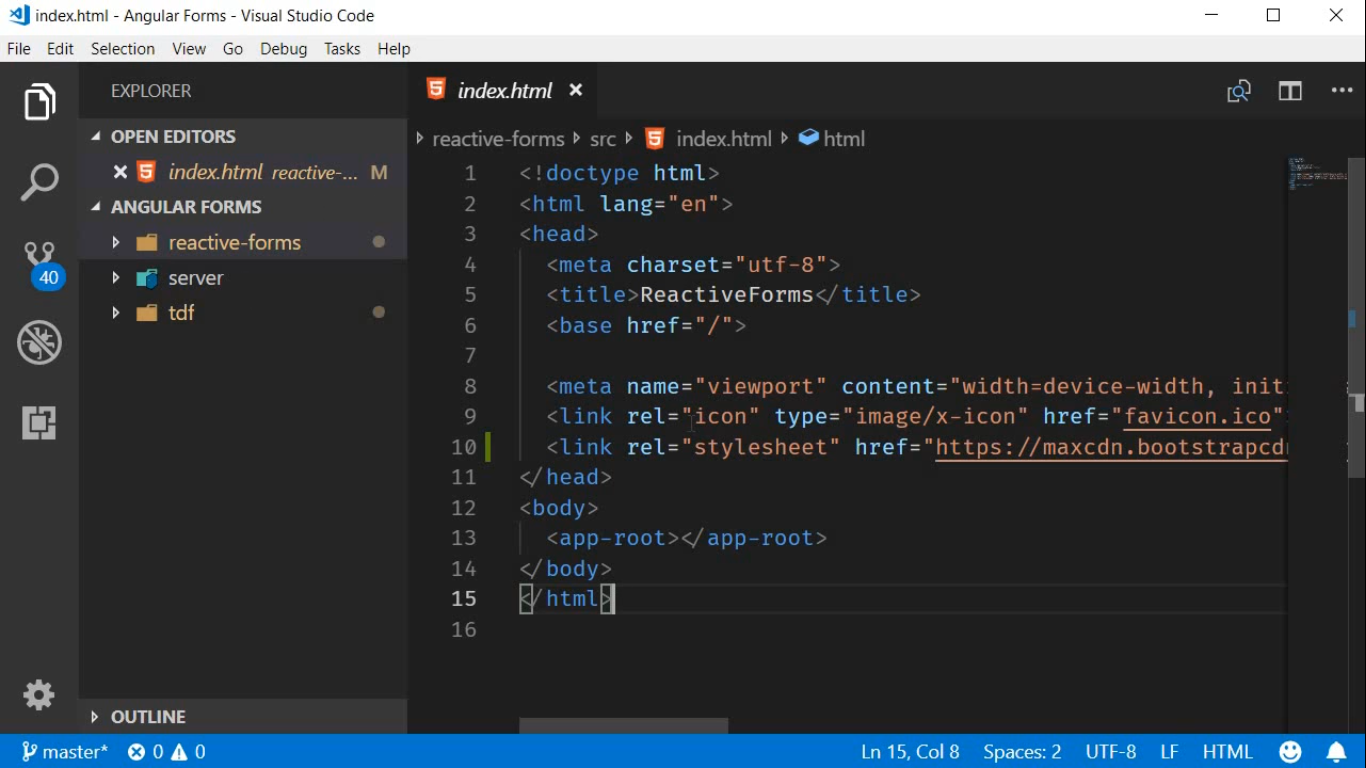 index.html - Angular Forms - Visual Studio Code
File Edit Selection View Go Debug Tasks Help
EXPLORER
OPEN EDITORS
index.html reactive-... M
ANGULAR FORMS
reactive-forms
server
tdf
OUTLINE
40
index.html
reactive-forms src index.html html
1 <!doctype html>
2 <html lang="en">
3 <head>
4 <meta charset="utf-8">
5 <title>ReactiveForms</title>
6 <base href="/">
7
8 <meta name="viewport" content="width=device-width, init
9 <link rel="icon" type="image/x-icon" href="favicon.ico"
10 <link rel="stylesheet" href="https://maxcdn.bootstrapcd
11 </head>
12 <body>
13 <app-root></app-root>
14 </body>
15 </html>
16
master* 0 0 Ln 15, Col 8 Spaces: 2 UTF-8 LF HTML